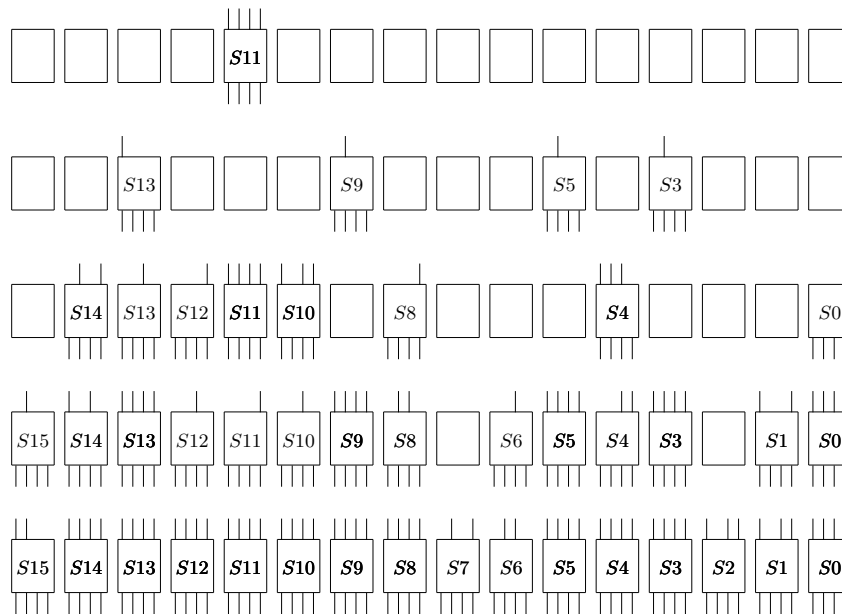 S11
S13 S9 S5 S3
S14 S13 S12 S11 S10 S8 S4 S0
S15 S14 S13 S12 S11 S10 S9 S8 S6 S5 S4 S3 S1 S0
S15 S14 S13 S12 S11 S10 S9 S8 S7 S6 S5 S4 S3 S2 S1 S0